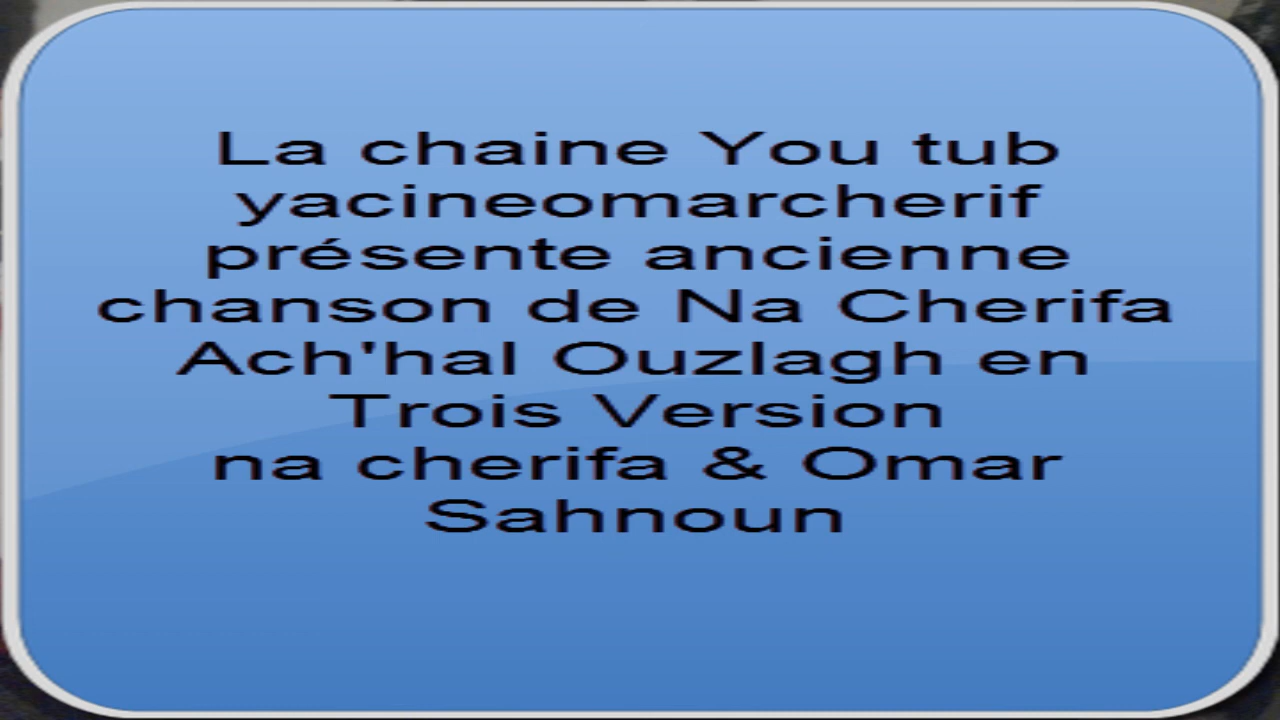 La chaine You tub
yacineomarcherif
présente ancienne
chanson de Na Cherifa
Ach'hal Ouzlagh en
Trois Version
na cherifa & Omar
Sahnoun